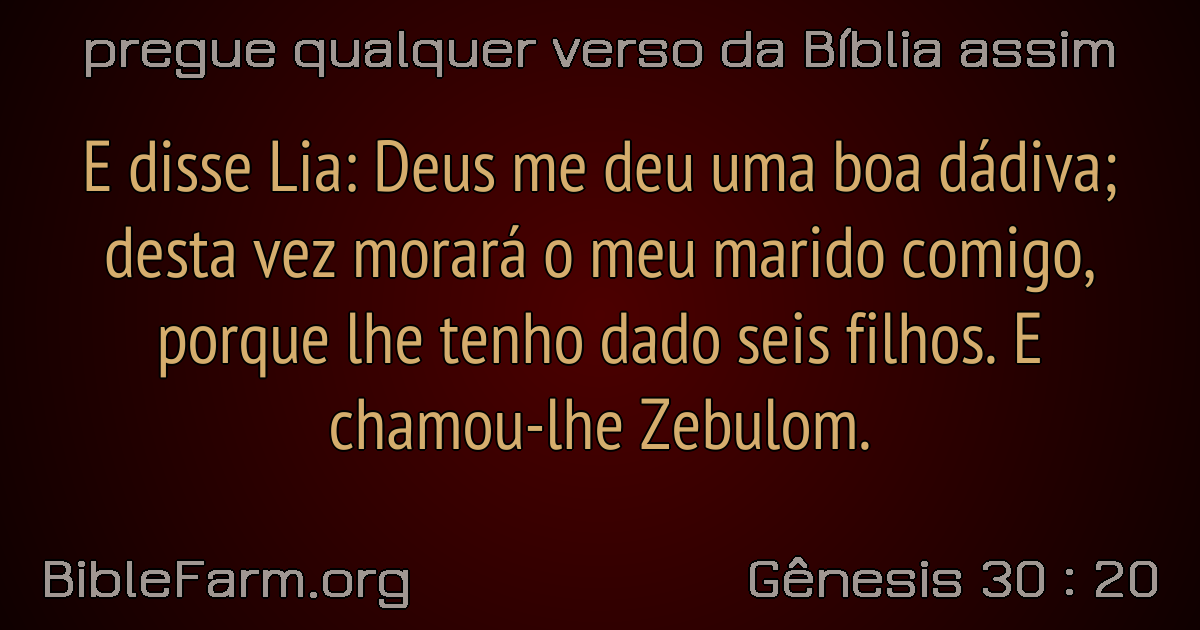 pregue qualquer verso da Bíblia assim
E disse Lia: Deus me deu uma boa dádiva;
desta vez morará o meu marido comigo,
porque lhe tenho dado seis filhos. E
chamou-lhe Zebulom.
BibleFarm.org
Gênesis 30 : 20